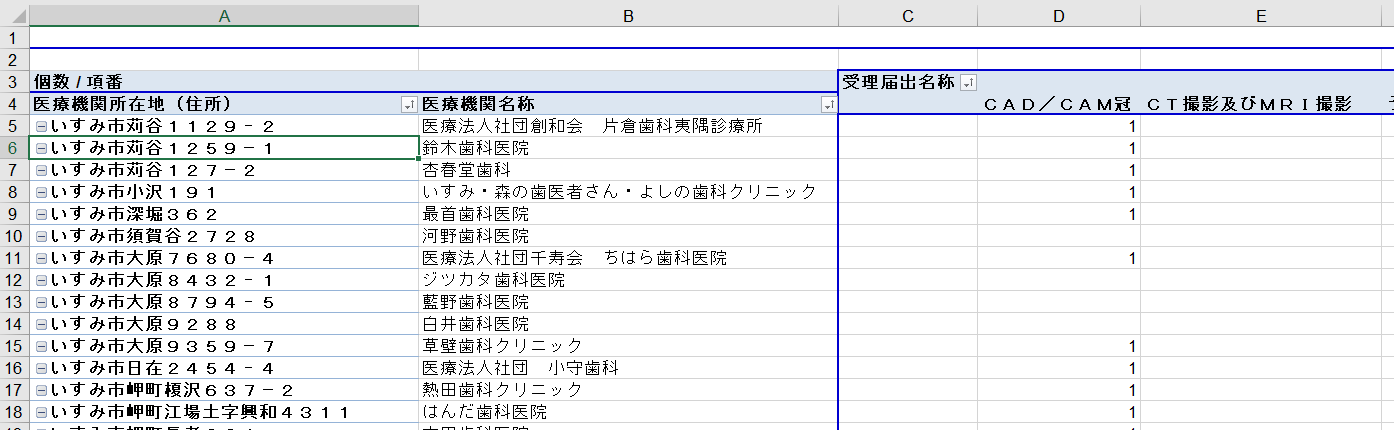 A B C D E
1
2
3 個数 / 項番 受理届出名称
4 医療機関所在地（住所） 医療機関名称 ＣＡＤ／ＣＡＭ冠 ＣＴ撮影及びＭＲＩ撮影
5 いすみ市苅谷１１２９－２ 医療法人社団創和会　片倉歯科夷隅診療所 1
6 いすみ市苅谷１２５９－１ 鈴木歯科医院 1
7 いすみ市苅谷１２７－２ 杏春堂歯科 1
8 いすみ市小沢１９１ いすみ・森の歯医者さん・よしの歯科クリニック 1
9 いすみ市深堀３６２ 最首歯科医院 1
10 いすみ市須賀谷２７２８ 河野歯科医院
11 いすみ市大原７６８０－４ 医療法人社団千寿会　ちはら歯科医院 1
12 いすみ市大原８４３２－１ ジツカタ歯科医院
13 いすみ市大原８７９４－５ 藍野歯科医院
14 いすみ市大原９２８８ 白井歯科医院
15 いすみ市大原９３５９－７ 草壁歯科クリニック 1
16 いすみ市日在２４５４－４ 医療法人社団　小守歯科 1
17 いすみ市岬町榎沢６３７－２ 熱田歯科クリニック 1
18 いすみ市岬町江場土字興和４３１１ はんだ歯科医院 1